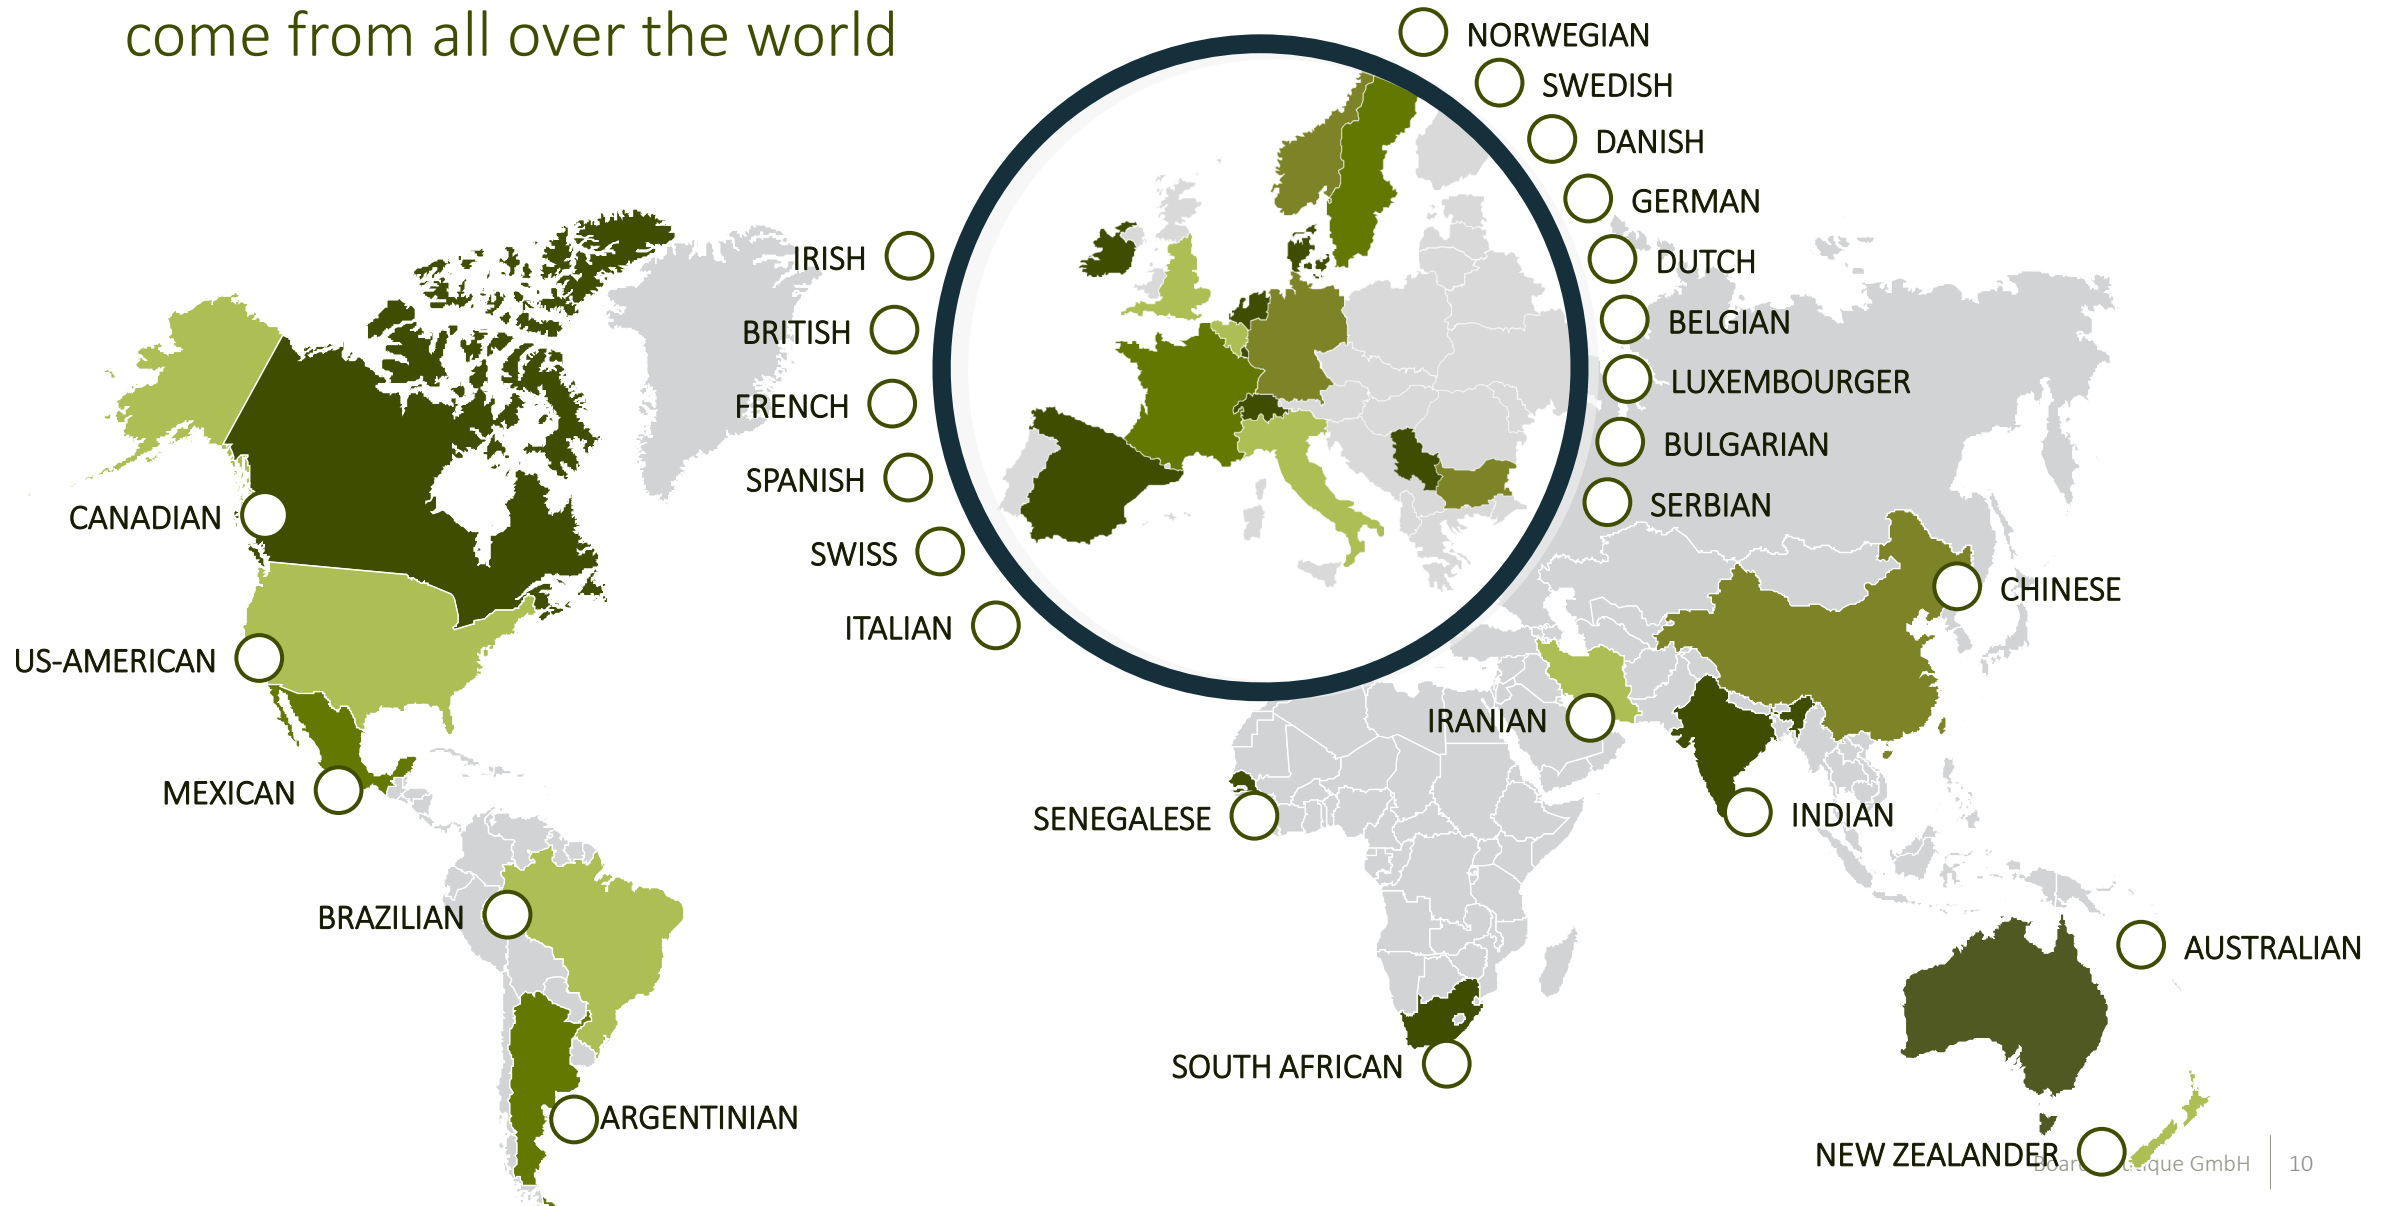 come from all over the world
NORWEGIAN
SWEDISH
DANISH
GERMAN
DUTCH
BELGIAN
LUXEMBOURGER
BULGARIAN
SERBIAN
IRISH
BRITISH
FRENCH
SPANISH
SWISS
ITALIAN
CANADIAN
US-AMERICAN
MEXICAN
BRAZILIAN
ARGENTINIAN
SENEGALESE
SOUTH AFRICAN
IRANIAN
CHINESE
INDIAN
AUSTRALIAN
NEW ZEALANDER
GmbH
10